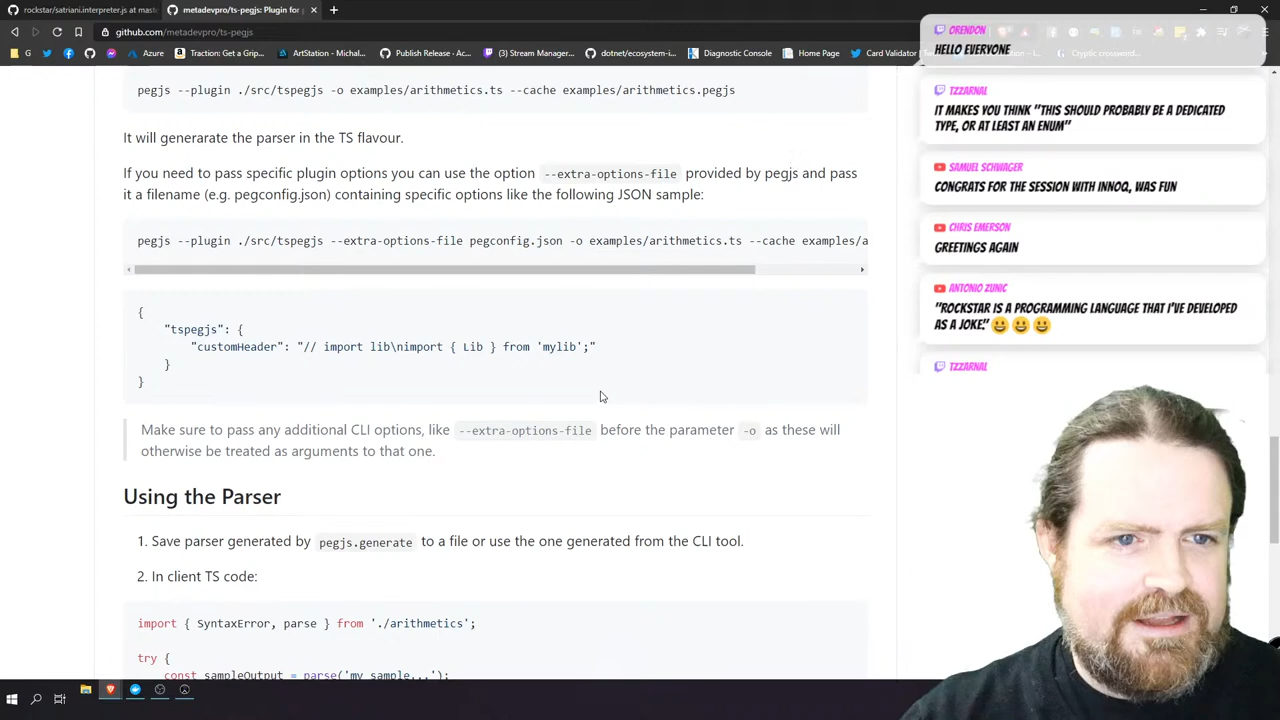 rockstar/satriani.interpreter.js at mast
metadevpro/ts-pegjs: Plugin for
github.com/metadevpro/ts-pegjs
G
Azure
Traction: Get a Grip...
ArtStation - Michal...
Publish Release · Ac...
(3) Stream Manager...
dotnet/ecosystem-i...
Diagnostic Console
Home Page
Card Validator | Tw
Cryptic crossword
pegjs --plugin ./src/tspegjs -o examples/arithmetics.ts --cache examples/arithmetics.pegjs
It will generarate the parser in the TS flavour.
If you need to pass specific plugin options you can use the option --extra-options-file provided by pegjs and pass
it a filename (e.g. pegconfig.json) containing specific options like the following JSON sample:
pegjs --plugin ./src/tspegjs --extra-options-file pegconfig.json -o examples/arithmetics.ts --cache examples/a
{
"tspegjs": {
"customHeader": "// import lib\nimport { Lib } from 'mylib';"
}
}
Make sure to pass any additional CLI options, like --extra-options-file before the parameter -o as these will
otherwise be treated as arguments to that one.
Using the Parser
1. Save parser generated by pegjs.generate to a file or use the one generated from the CLI tool.
2. In client TS code:
import { SyntaxError, parse } from './arithmetics';
try {
const sampleOutput = parse('my sample...');
ORENDON
HELLO EVERYONE
TZZARNAL
IT MAKES YOU THINK "THIS SHOULD PROBABLY BE A DEDICATED
TYPE, OR AT LEAST AN ENUM"
SAMUEL SCHWAGER
CONGRATS FOR THE SESSION WITH INNOQ, WAS FUN
CHRIS EMERSON
GREETINGS AGAIN
ANTONIO ZUNIC
"ROCKSTAR IS A PROGRAMMING LANGUAGE THAT I'VE DEVELOPED
AS A JOKE." 😀😀😀
TZZARNAL